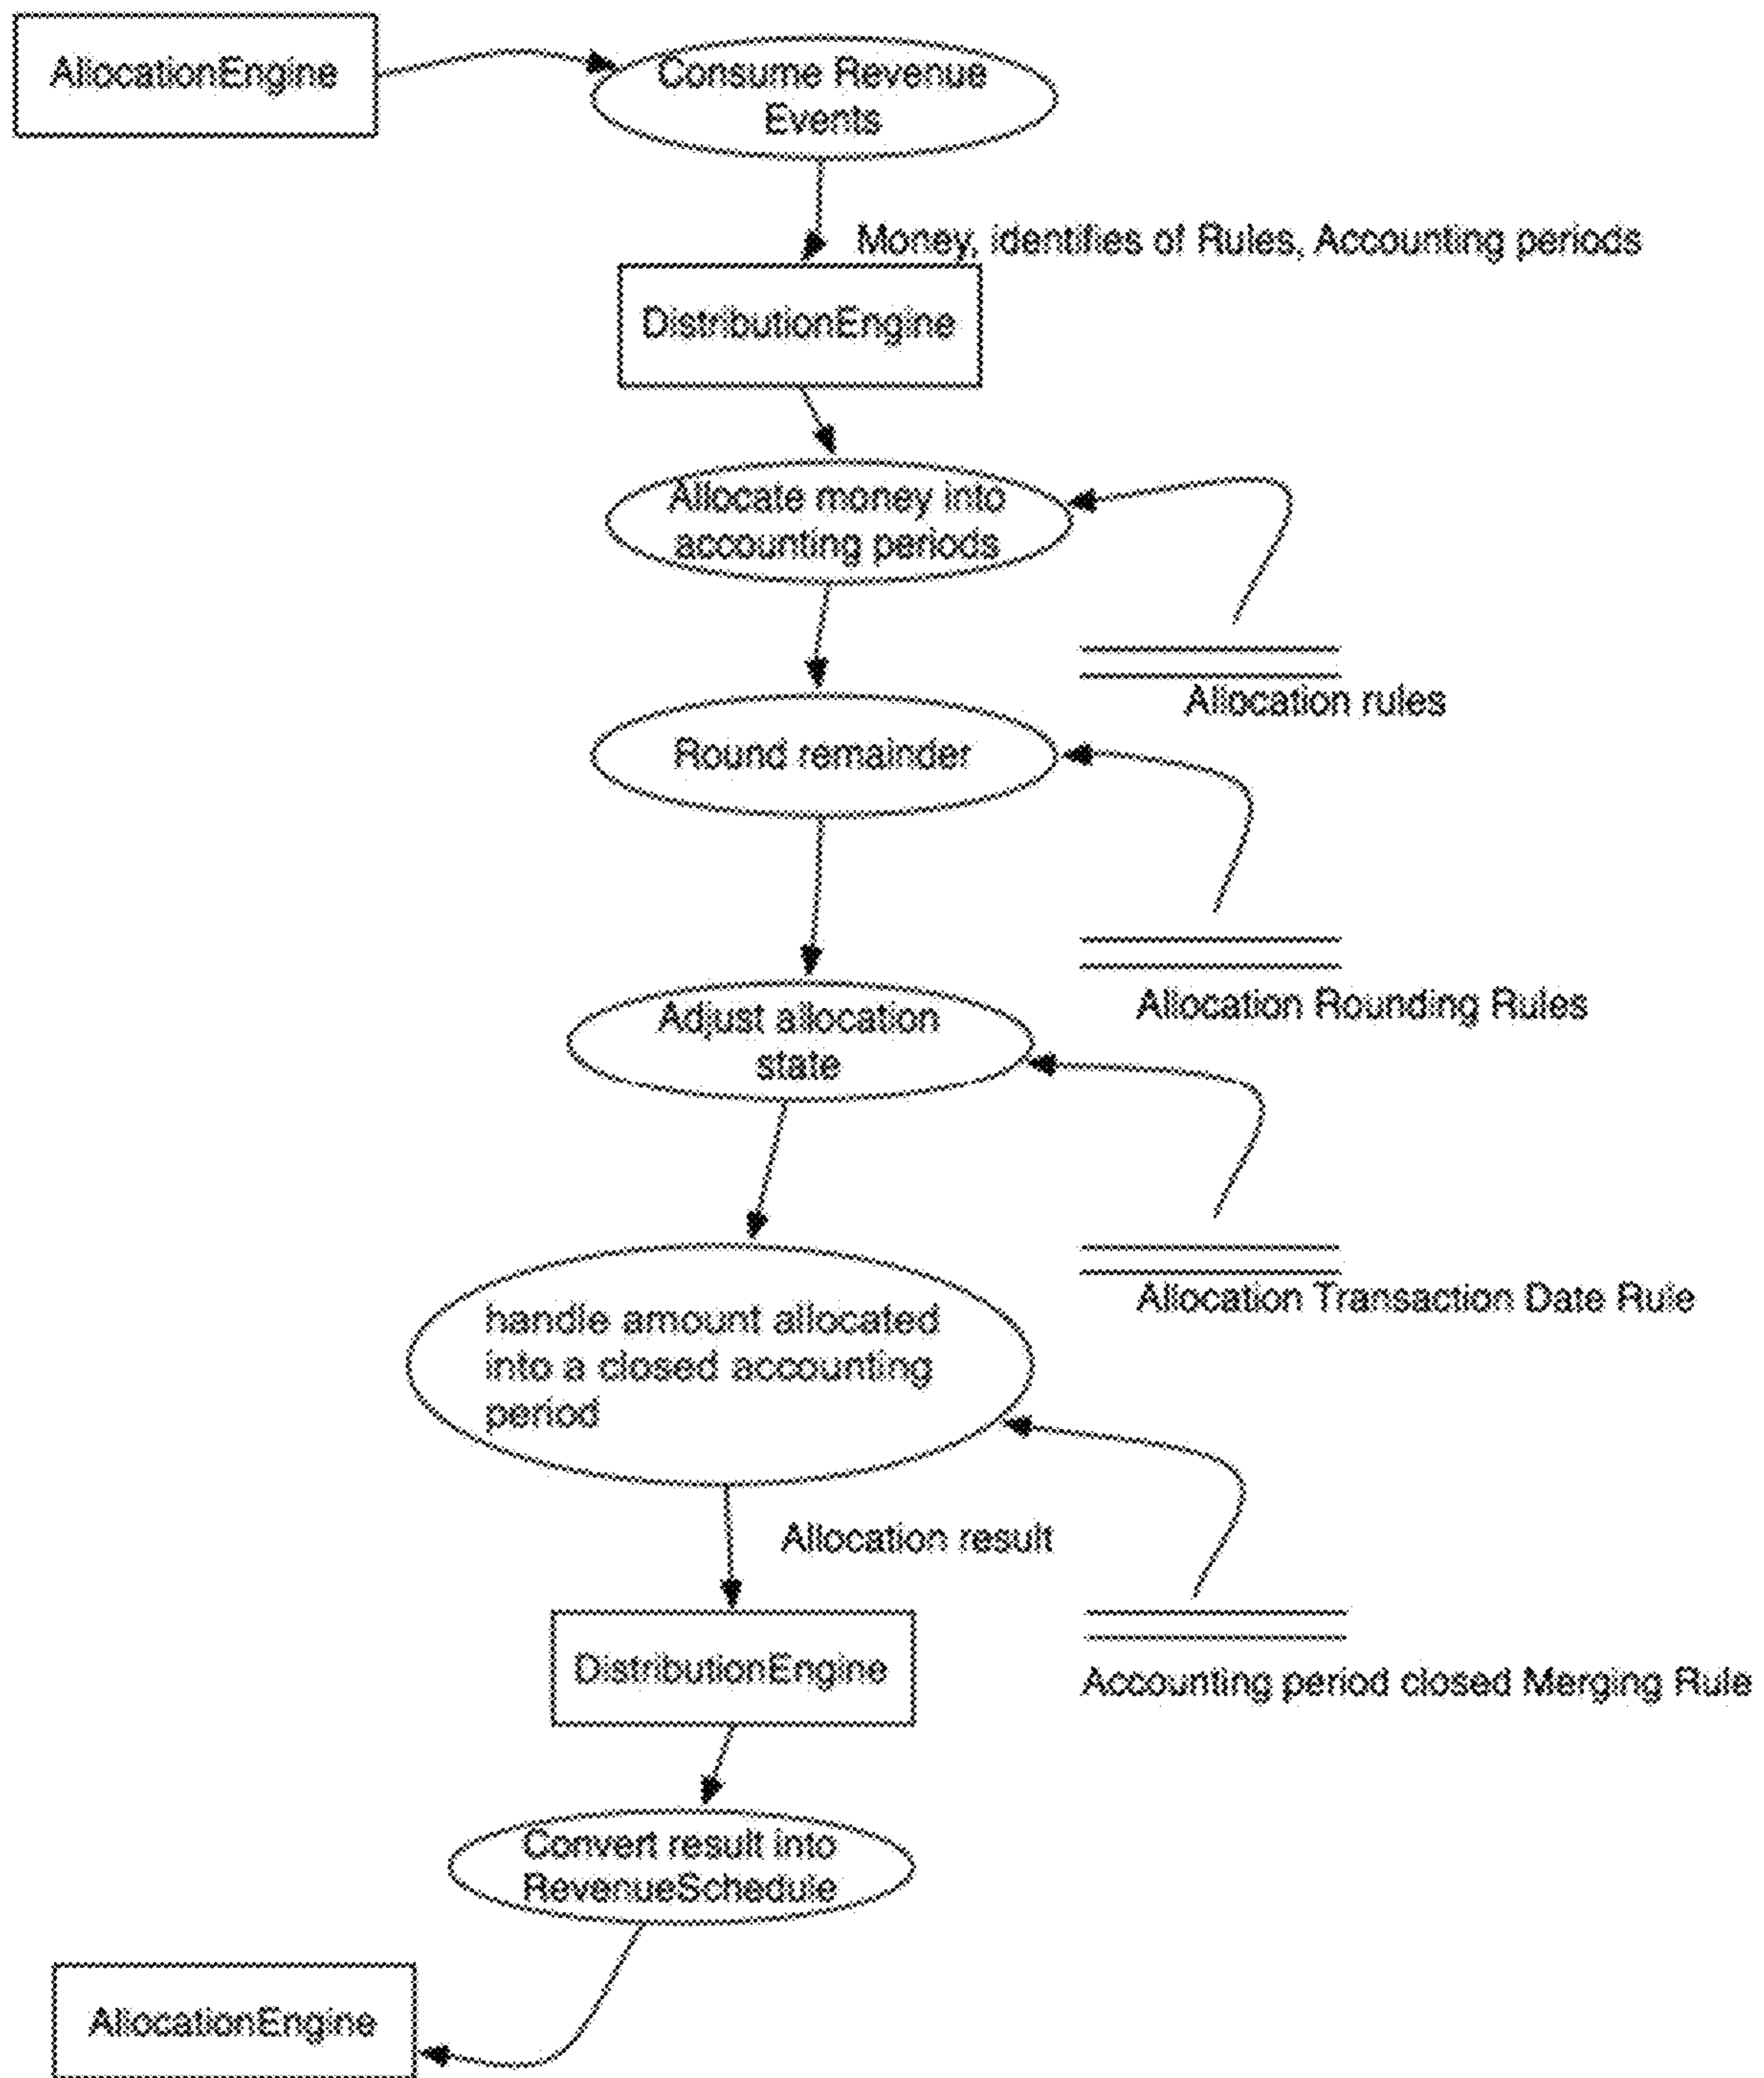 AllocationEngine
Consume Revenue
Events
Money, identifies of Rules, Accounting periods
DistributionEngine
Allocate money into
accounting periods
Allocation rules
Round remainder
Allocation Rounding Rules
Adjust allocation
state
Allocation Transaction Date Rule
handle amount allocated
into a closed accounting
period
Allocation result
DistributionEngine
Accounting period closed Merging Rule
Convert result into
RevenueSchedule
AllocationEngine